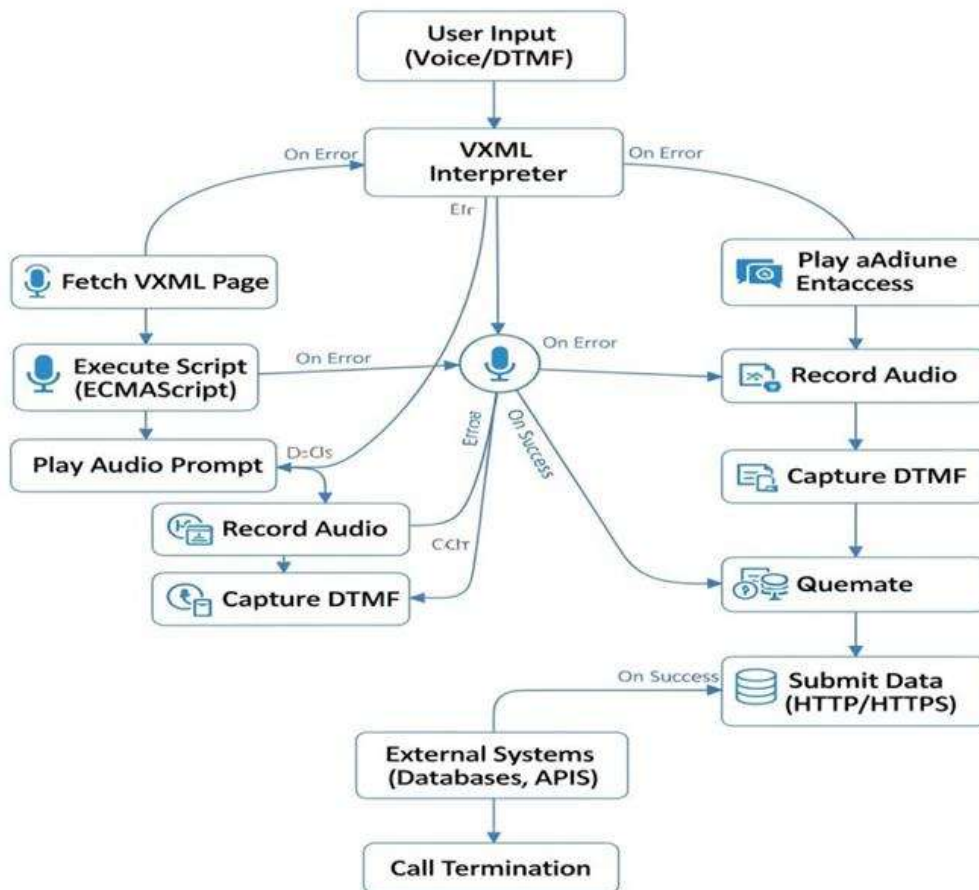 User Input
(Voice/DTMF)
On Error
VXML
Interpreter
On Error
Fetch VXML Page
Play aAdiune
Entaccess
Execute Script
(ECMAScript)
On Error
On Error
Record Audio
Play Audio Prompt
On Success
Capture DTMF
Record Audio
Capture DTMF
Quemate
On Success
Submit Data
(HTTP/HTTPS)
External Systems
(Databases, APIS)
Call Termination